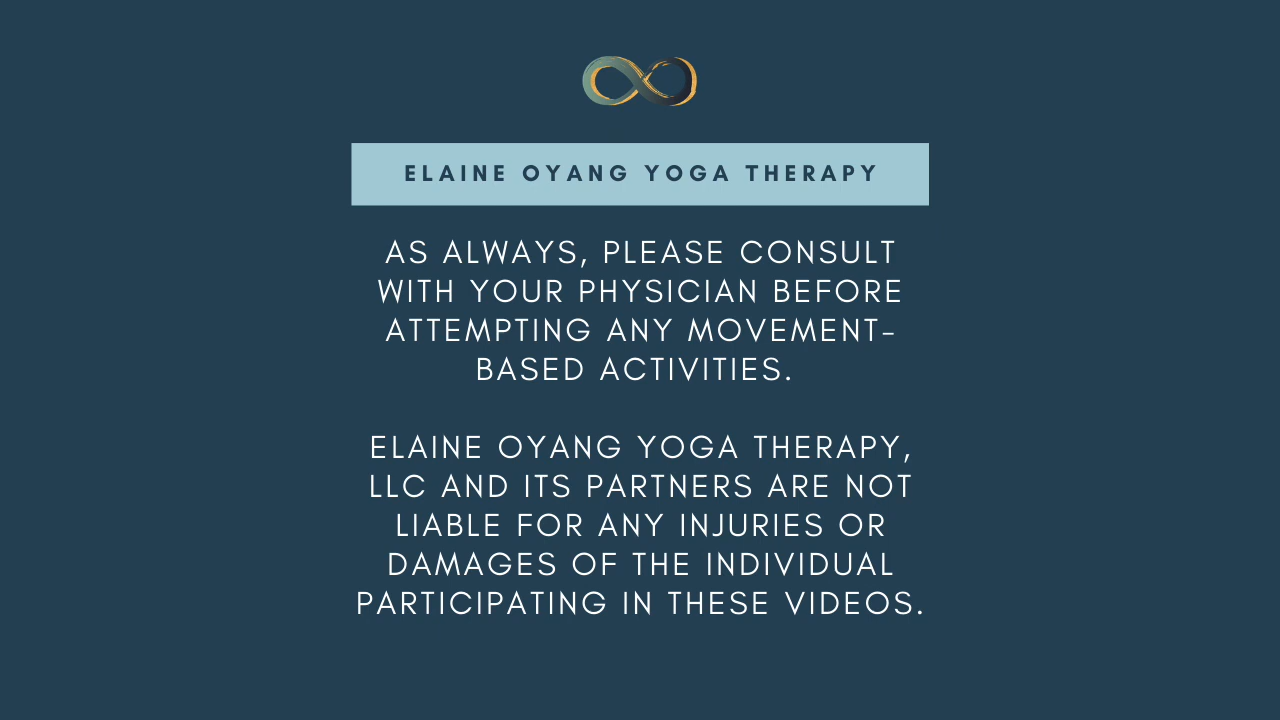 ELAINE OYANG YOGA THERAPY
AS ALWAYS, PLEASE CONSULT
WITH YOUR PHYSICIAN BEFORE
ATTEMPTING ANY MOVEMENT-
BASED ACTIVITIES.
ELAINE OYANG YOGA THERAPY,
LLC AND ITS PARTNERS ARE NOT
LIABLE FOR ANY INJURIES OR
DAMAGES OF THE INDIVIDUAL
PARTICIPATING IN THESE VIDEOS.